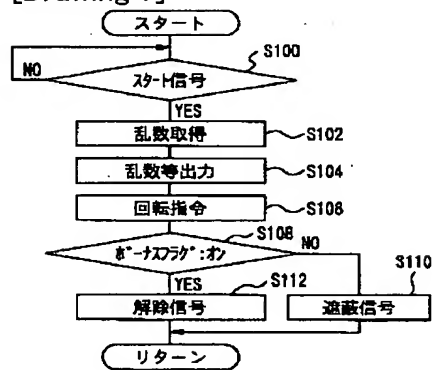 スタート
S100
NO
スタート信号
YES
乱数取得
S102
乱数等出力
S104
回転指令
S106
S108
ボーナスフラグ:オン
NO
S110
YES
S112
解除信号
遮蔽信号
リターン